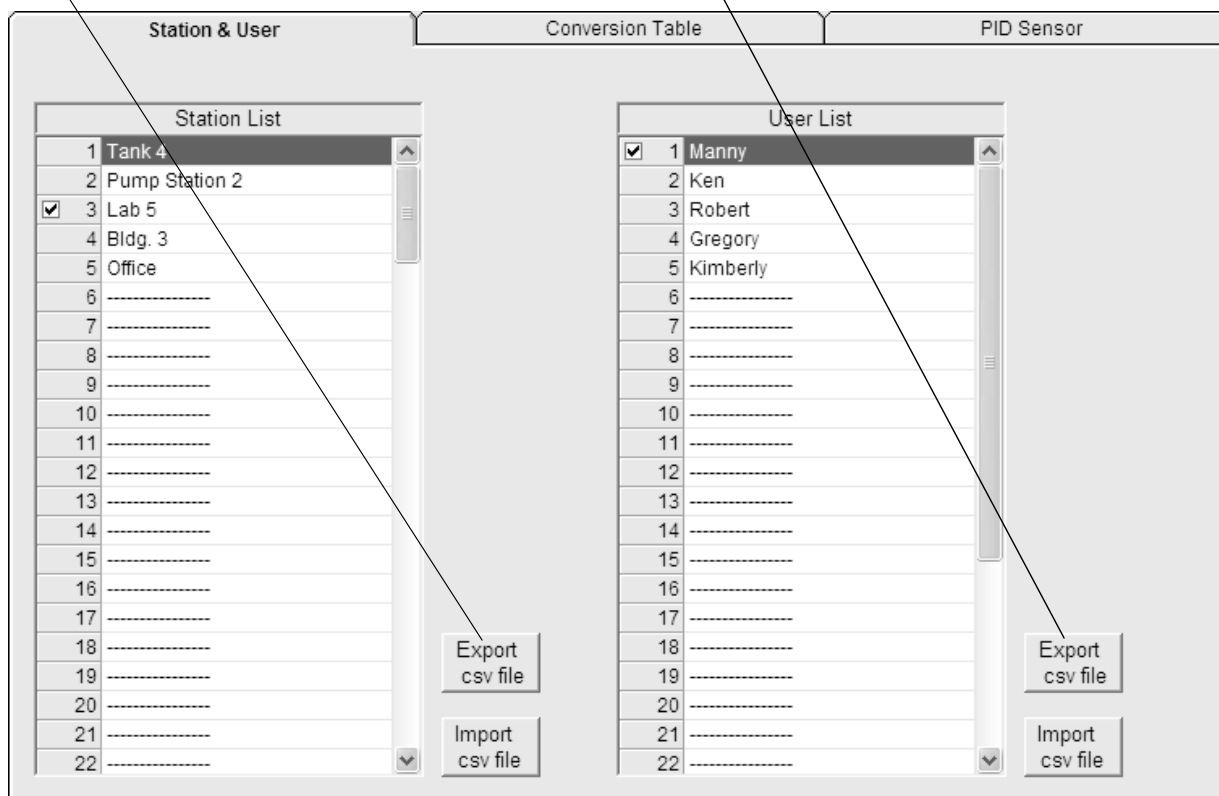 Station & User
Conversion Table
PID Sensor
Station List
1 Tank 4
2 Pump Station 2
3 Lab 5
4 Bldg. 3
5 Office
6 ----------------
7 ----------------
8 ----------------
9 ----------------
10 ----------------
11 ----------------
12 ----------------
13 ----------------
14 ----------------
15 ----------------
16 ----------------
17 ----------------
18 ----------------
19 ----------------
20 ----------------
21 ----------------
22 ----------------
Export
csv file
Import
csv file
User List
1 Manny
2 Ken
3 Robert
4 Gregory
5 Kimberly
6 ----------------
7 ----------------
8 ----------------
9 ----------------
10 ----------------
11 ----------------
12 ----------------
13 ----------------
14 ----------------
15 ----------------
16 ----------------
17 ----------------
18 ----------------
19 ----------------
20 ----------------
21 ----------------
22 ----------------
Export
csv file
Import
csv file